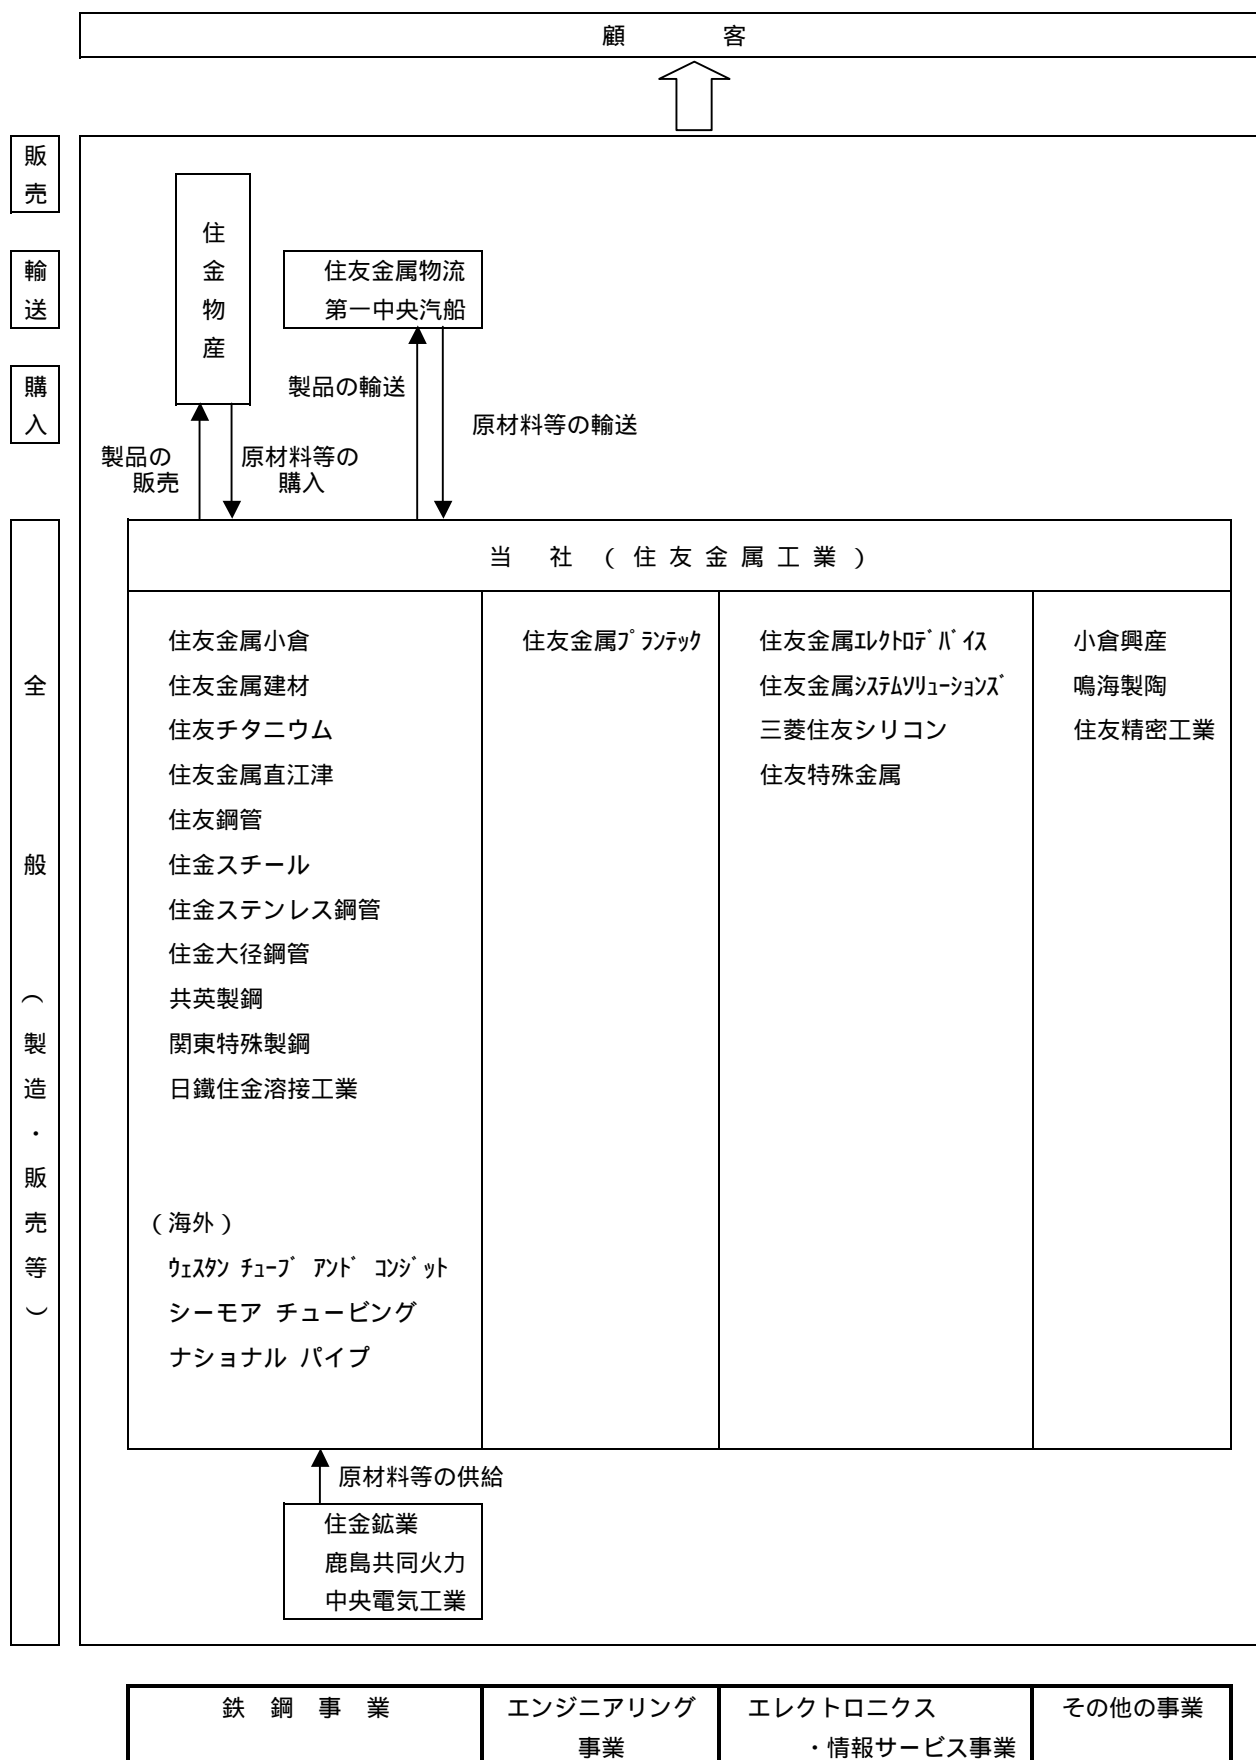 顧　　　客
販売
輸送
購入
住金物産
住友金属物流
第一中央汽船
製品の輸送
原材料等の輸送
製品の
販売
原材料等の
購入
全般（製造・販売等）
当　社　（住友金属工業）
住友金属小倉
住友金属建材
住友チタニウム
住友金属直江津
住友鋼管
住金スチール
住金ステンレス鋼管
住金大径鋼管
共英製鋼
関東特殊製鋼
日鐵住金溶接工業
（海外）
ｳｪｽﾀﾝ ﾁｭｰﾌﾞ ｱﾝﾄﾞ ｺﾝｼﾞｯﾄ
シーモア チュービング
ナショナル パイプ
住友金属ﾌﾟﾗﾝﾃｯｸ
住友金属ｴﾚｸﾄﾛﾃﾞﾊﾞｲｽ
住友金属ｼｽﾃﾑｿﾘｭｰｼｮﾝｽﾞ
三菱住友シリコン
住友特殊金属
小倉興産
鳴海製陶
住友精密工業
原材料等の供給
住金鉱業
鹿島共同火力
中央電気工業
鉄　鋼　事　業
エンジニアリング
事業
エレクトロニクス
・情報サービス事業
その他の事業